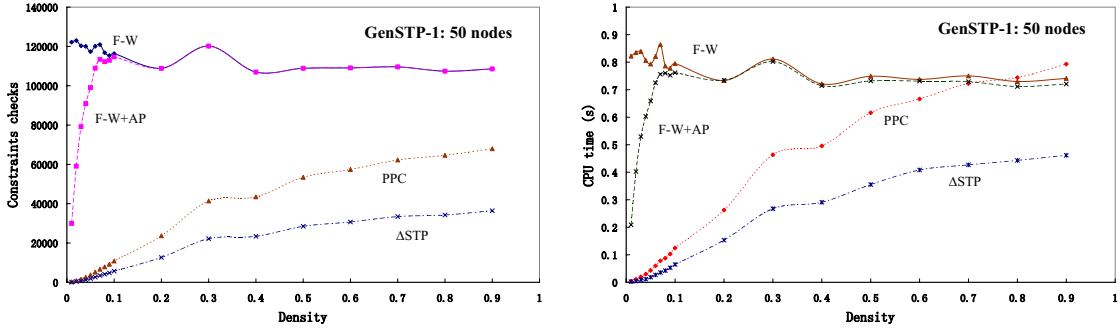 GenSTP-1: 50 nodes
140000
120000
100000
80000
60000
40000
20000
0
Constraints checks
F-W
F-W+AP
PPC
ΔSTP
0 0.1 0.2 0.3 0.4 0.5 0.6 0.7 0.8 0.9 1
Density
GenSTP-1: 50 nodes
1
0.9
0.8
0.7
0.6
0.5
0.4
0.3
0.2
0.1
0
CPU time (s)
F-W
F-W+AP
PPC
ΔSTP
0 0.1 0.2 0.3 0.4 0.5 0.6 0.7 0.8 0.9 1
Density